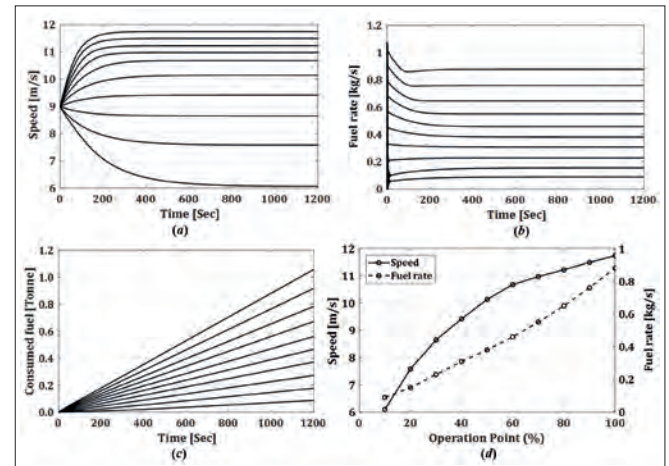 12
11
10
9
8
7
6
Speed [m/s]
0 200 400 600 800 1000 1200
Time [Sec]
(a)
1.2
1
0.8
0.6
0.4
0.2
0
Fuel rate [kg/s]
0 200 400 600 800 1000 1200
Time [Sec]
(b)
1.2
1.0
0.8
0.6
0.4
0.2
0.0
Consumed fuel [Tonne]
0 200 400 600 800 1000 1200
Time [Sec]
(c)
Speed
Fuel rate
12
11
10
9
8
7
6
Speed [m/s]
1
0.8
0.6
0.4
0.2
0
Fuel rate [kg/s]
0 20 40 60 80 100
Operation Point (%)
(d)